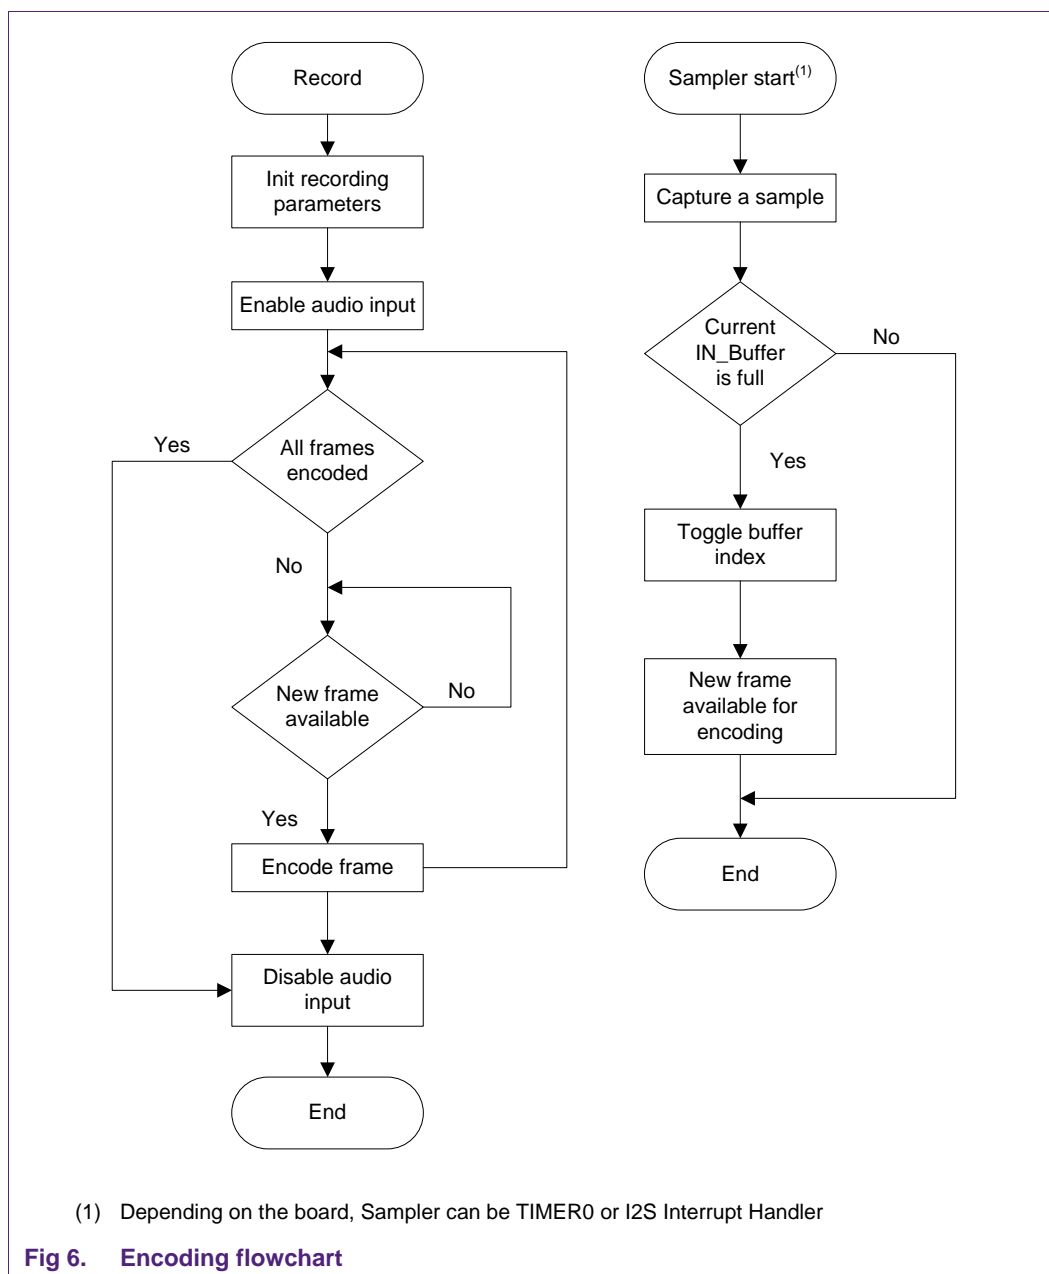 Record
Init recording
parameters
Enable audio input
All frames
encoded
Yes
No
New frame
available
No
Yes
Encode frame
Disable audio
input
End
Sampler start(1)
Capture a sample
Current
IN_Buffer
is full
No
Yes
Toggle buffer
index
New frame
available for
encoding
End
(1) Depending on the board, Sampler can be TIMER0 or I2S Interrupt Handler
Fig 6. Encoding flowchart